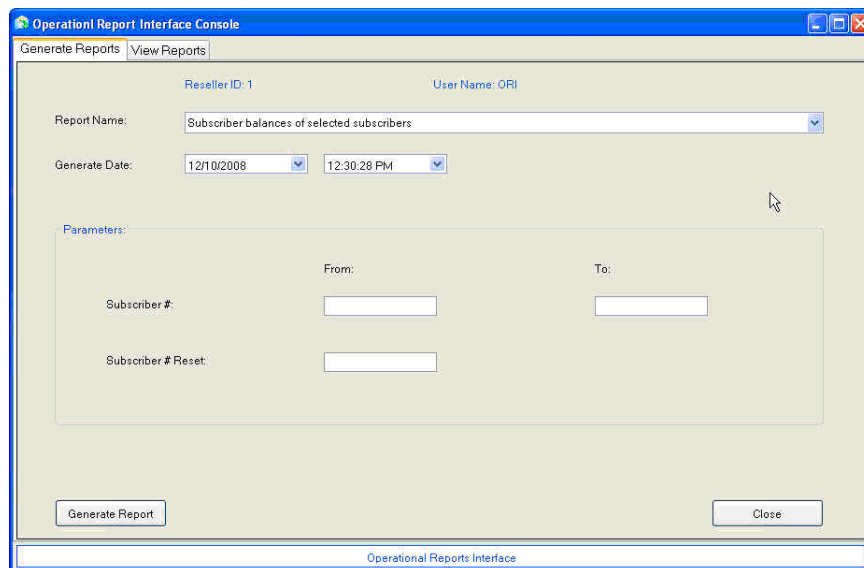 Operationl Report Interface Console
Generate Reports View Reports
Reseller ID: 1 User Name: ORI
Report Name: Subscriber balances of selected subscribers
Generate Date: 12/10/2008 12:30:28 PM
Parameters:
From: To:
Subscriber #:
Subscriber # Reset:
Generate Report Close
Operational Reports Interface